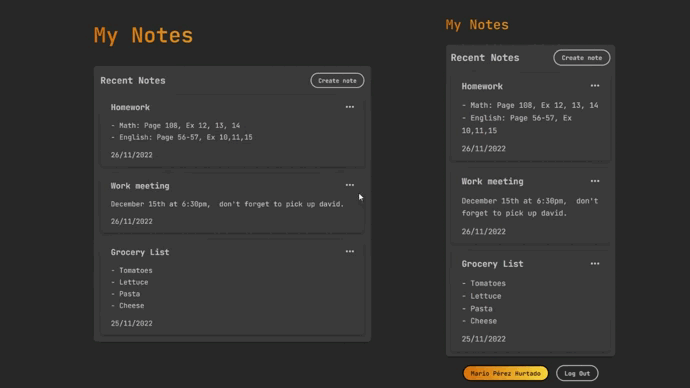 My Notes
Recent Notes
Create note
Homework
- Math: Page 108, Ex 12, 13, 14
- English: Page 56-57, Ex 10,11,15
26/11/2022
Work meeting
December 15th at 6:30pm,  don't forget to pick up david.
26/11/2022
Grocery List
- Tomatoes
- Lettuce
- Pasta
- Cheese
25/11/2022
My Notes
Recent Notes
Create note
Homework
- Math: Page 108, Ex 12, 13, 14
- English: Page 56-57, Ex
10,11,15
26/11/2022
Work meeting
December 15th at 6:30pm,  don't
forget to pick up david.
26/11/2022
Grocery List
- Tomatoes
- Lettuce
- Pasta
- Cheese
25/11/2022
Mario Pérez Hurtado
Log Out